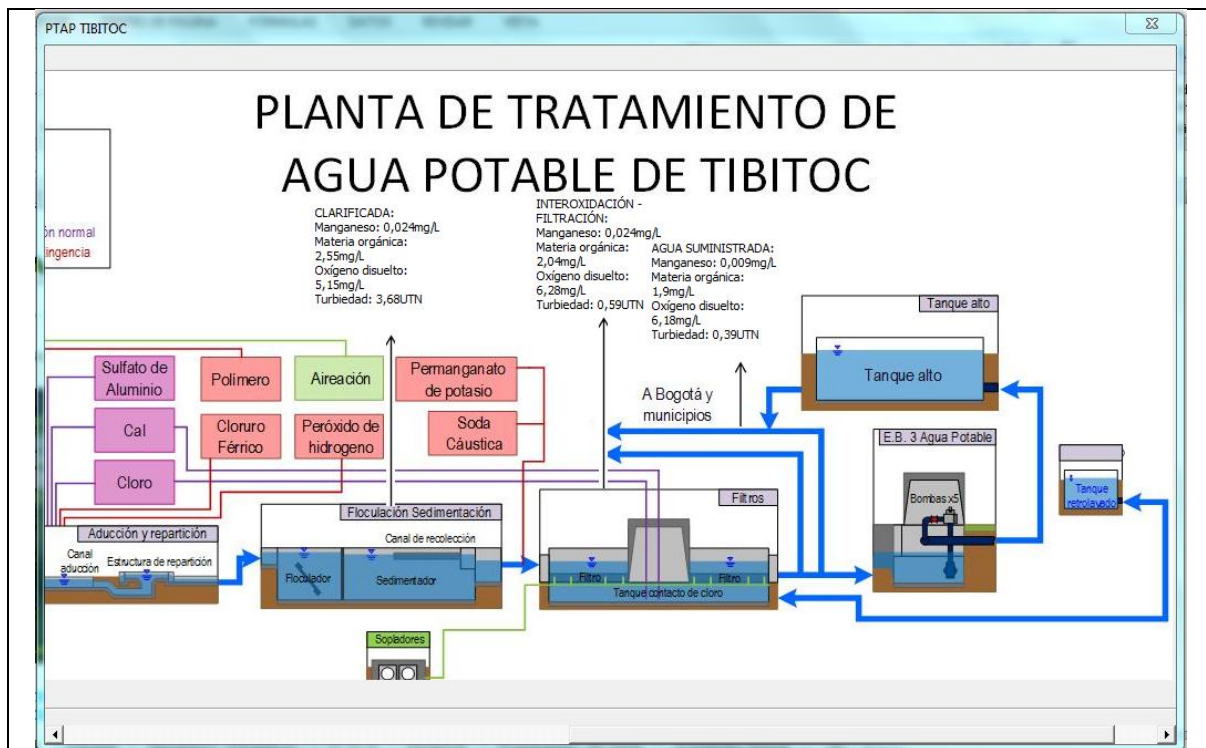 PTAP TIBITOC
PLANTA DE TRATAMIENTO DE
AGUA POTABLE DE TIBITOC
ón normal
ingencia
CLARIFICADA:
Manganeso: 0,024mg/L
Materia orgánica:
2,55mg/L
Oxígeno disuelto:
5,15mg/L
Turbiedad: 3,68UTN
INTEROXIDACIÓN -
FILTRACIÓN:
Manganeso: 0,024mg/L
Materia orgánica:
2,04mg/L
Oxígeno disuelto:
6,28mg/L
Turbiedad: 0,59UTN
AGUA SUMINISTRADA:
Manganeso: 0,009mg/L
Materia orgánica:
1,9mg/L
Oxígeno disuelto:
6,18mg/L
Turbiedad: 0,39UTN
Tanque alto
Tanque alto
Sulfato de
Aluminio
Polímero
Aireación
Permanganato
de potasio
A Bogotá y
municipios
Cal
Cloruro
Férrico
Peróxido de
hidrogeno
Soda
Cáustica
Cloro
E.B. 3 Agua Potable
Bombas x5
Tanque
retrolavado
Aducción y repartición
Canal
aducción
Estructura de repartición
Floculación Sedimentación
Canal de recolección
Floculador
Sedimentador
Filtros
Filtro
Filtro
Tanque contacto de cloro
Sopladores